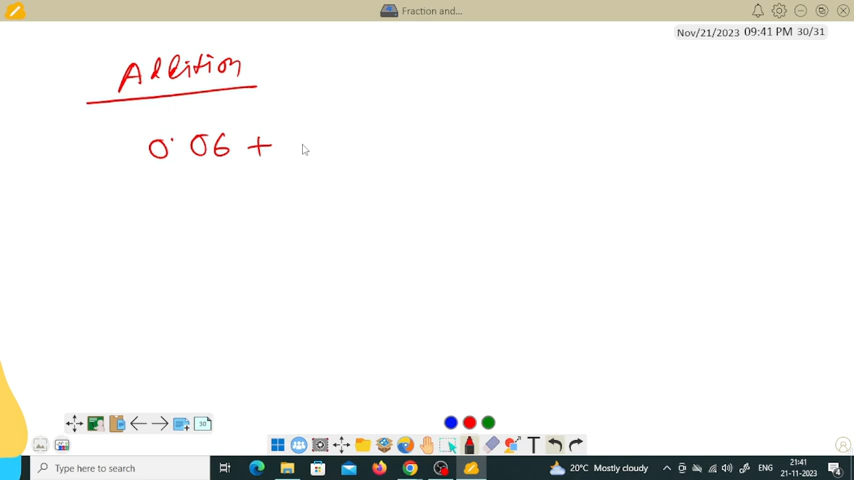 Fraction and...
Nov/21/2023 09:41 PM 30/31
Addition
0.06 +
30
T
Type here to search
20°C Mostly cloudy
ENG
21:41
21-11-2023
4